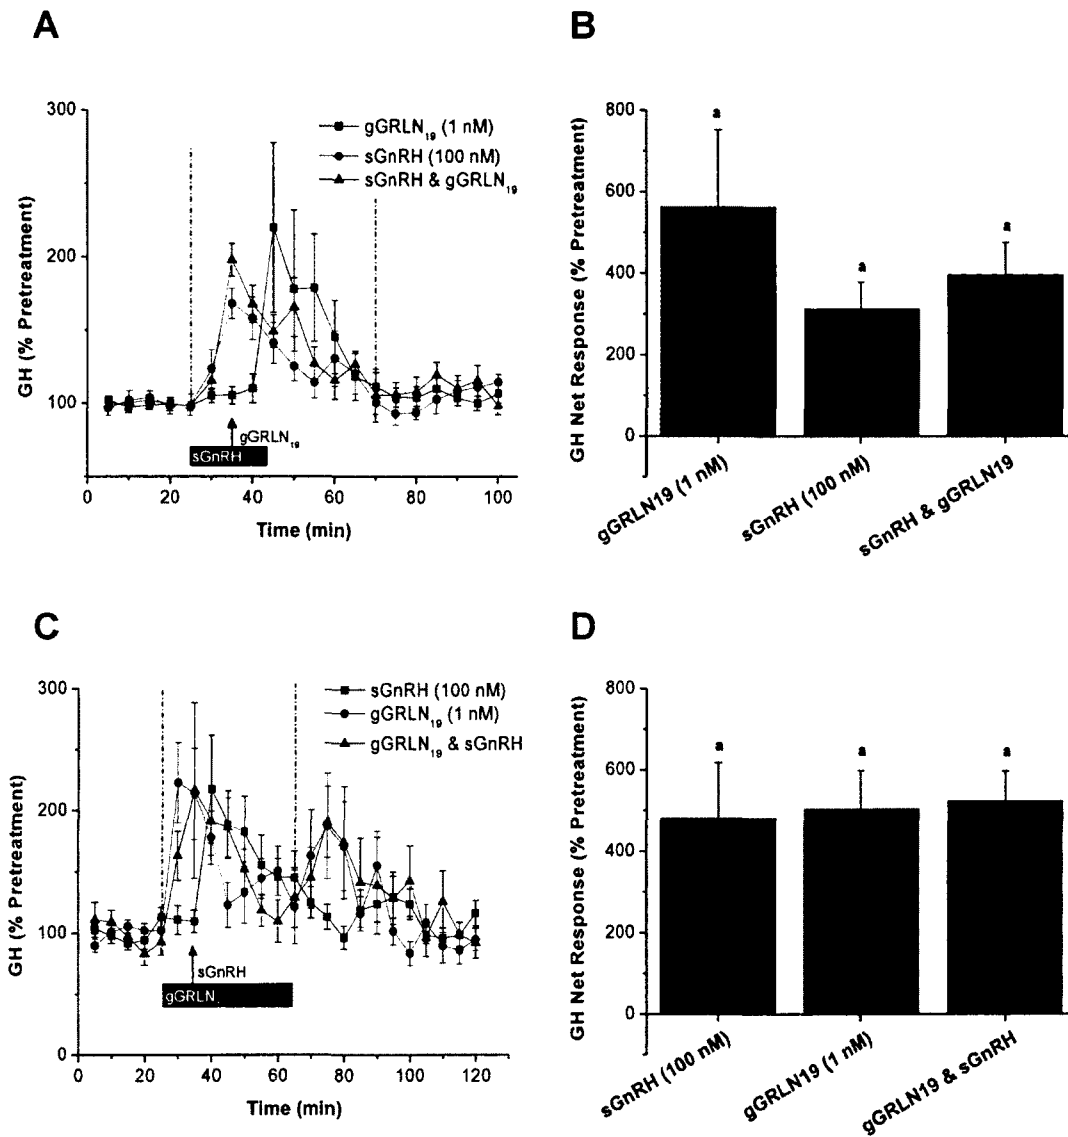 A
B
GH (% Pretreatment)
300
200
100
gGRLN₁₉ (1 nM)
sGnRH (100 nM)
sGnRH & gGRLN₁₉
gGRLN₁₉
sGnRH
0 20 40 60 80 100
Time (min)
GH Net Response (% Pretreatment)
800
600
400
200
0
a
a
a
gGRLN19 (1 nM)
sGnRH (100 nM)
sGnRH & gGRLN19
C
D
GH (% Pretreatment)
300
200
100
0
sGnRH (100 nM)
gGRLN₁₉ (1 nM)
gGRLN₁₉ & sGnRH
sGnRH
gGRLN
0 20 40 60 80 100 120
Time (min)
GH Net Response (% Pretreatment)
800
600
400
200
0
a
a
a
sGnRH (100 nM)
gGRLN19 (1 nM)
gGRLN19 & sGnRH